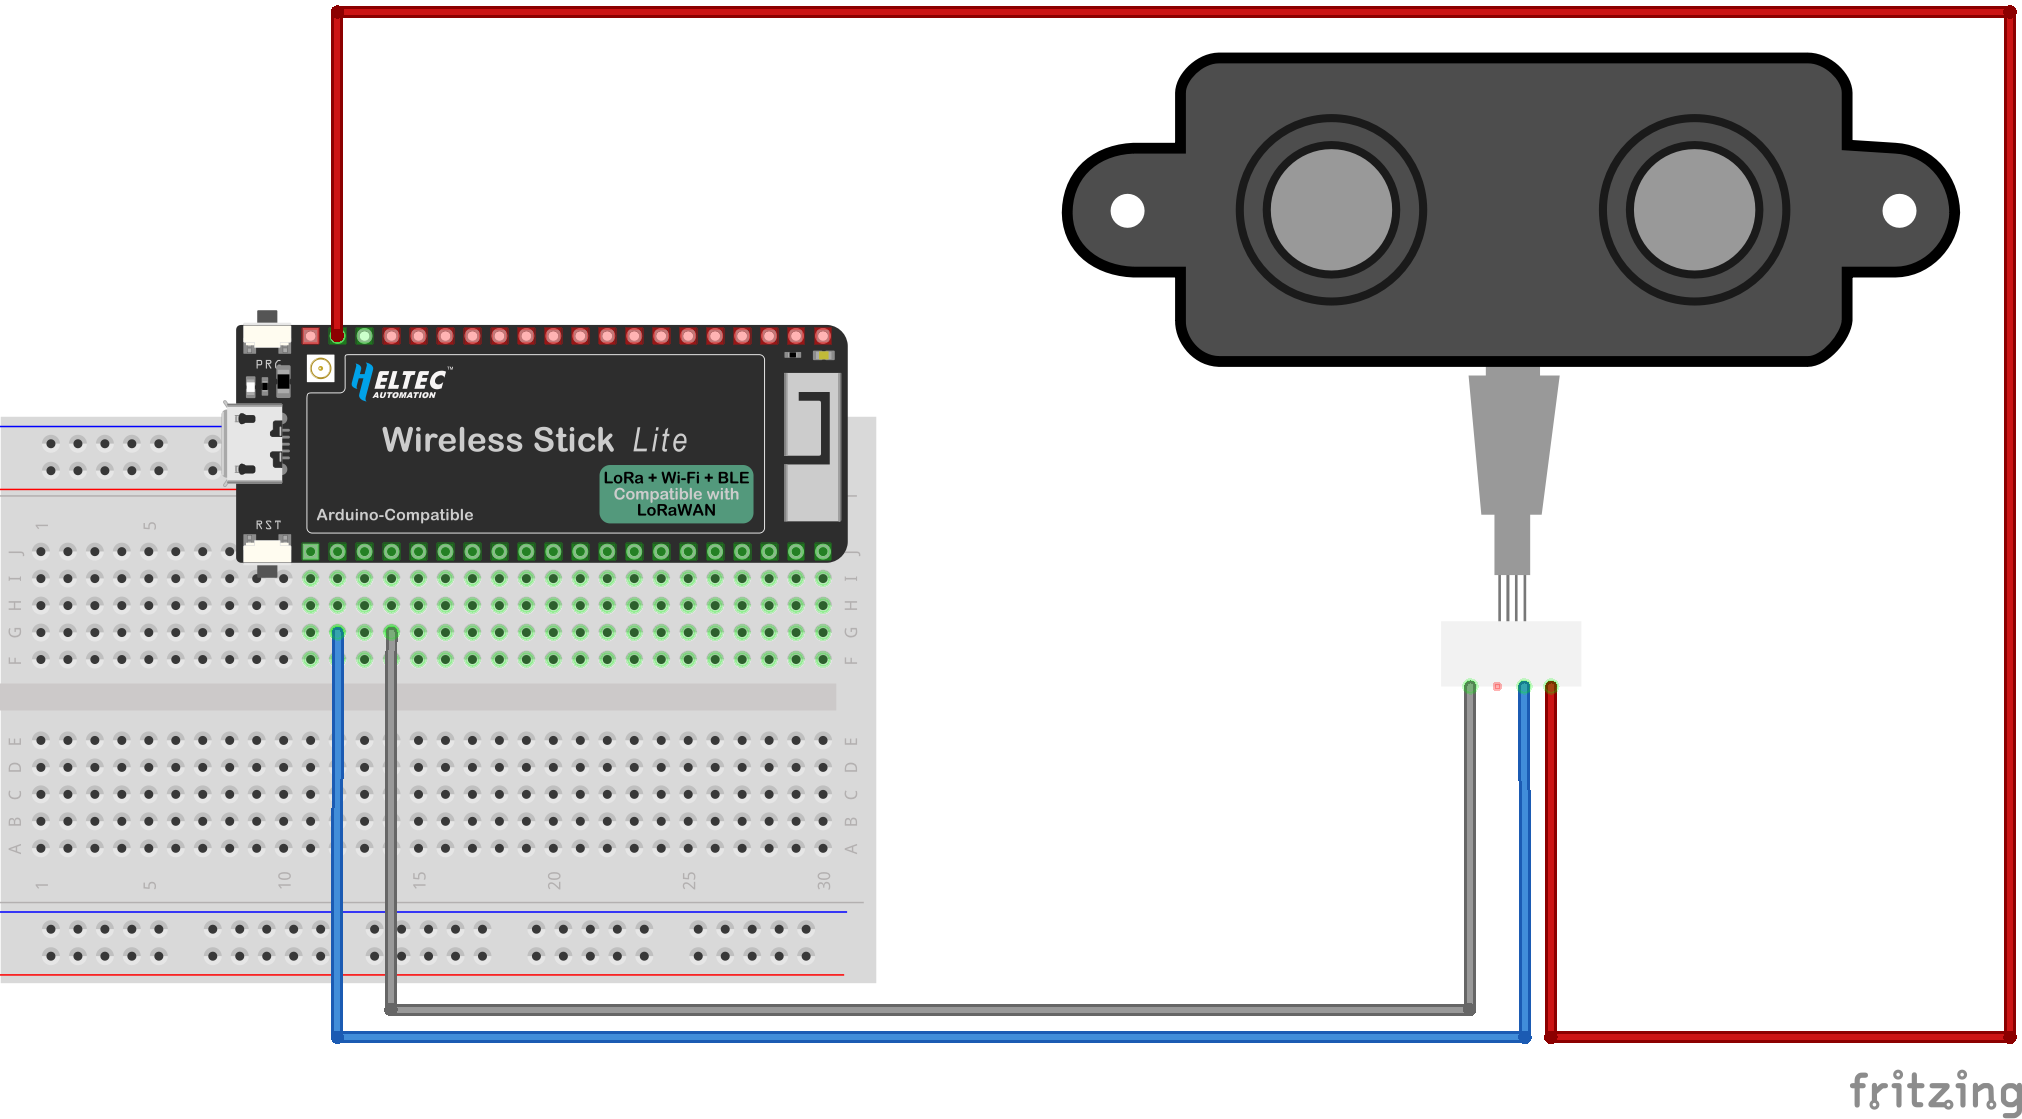 PRG
HELTEC™
AUTOMATION
Wireless Stick Lite
LoRa + Wi-Fi + BLE
Compatible with
LoRaWAN
Arduino-Compatible
RST
1 5
J J
I I
H H
G G
F F
E E
D D
C C
B B
A A
1 5 10 15 20 25 30
fritzing